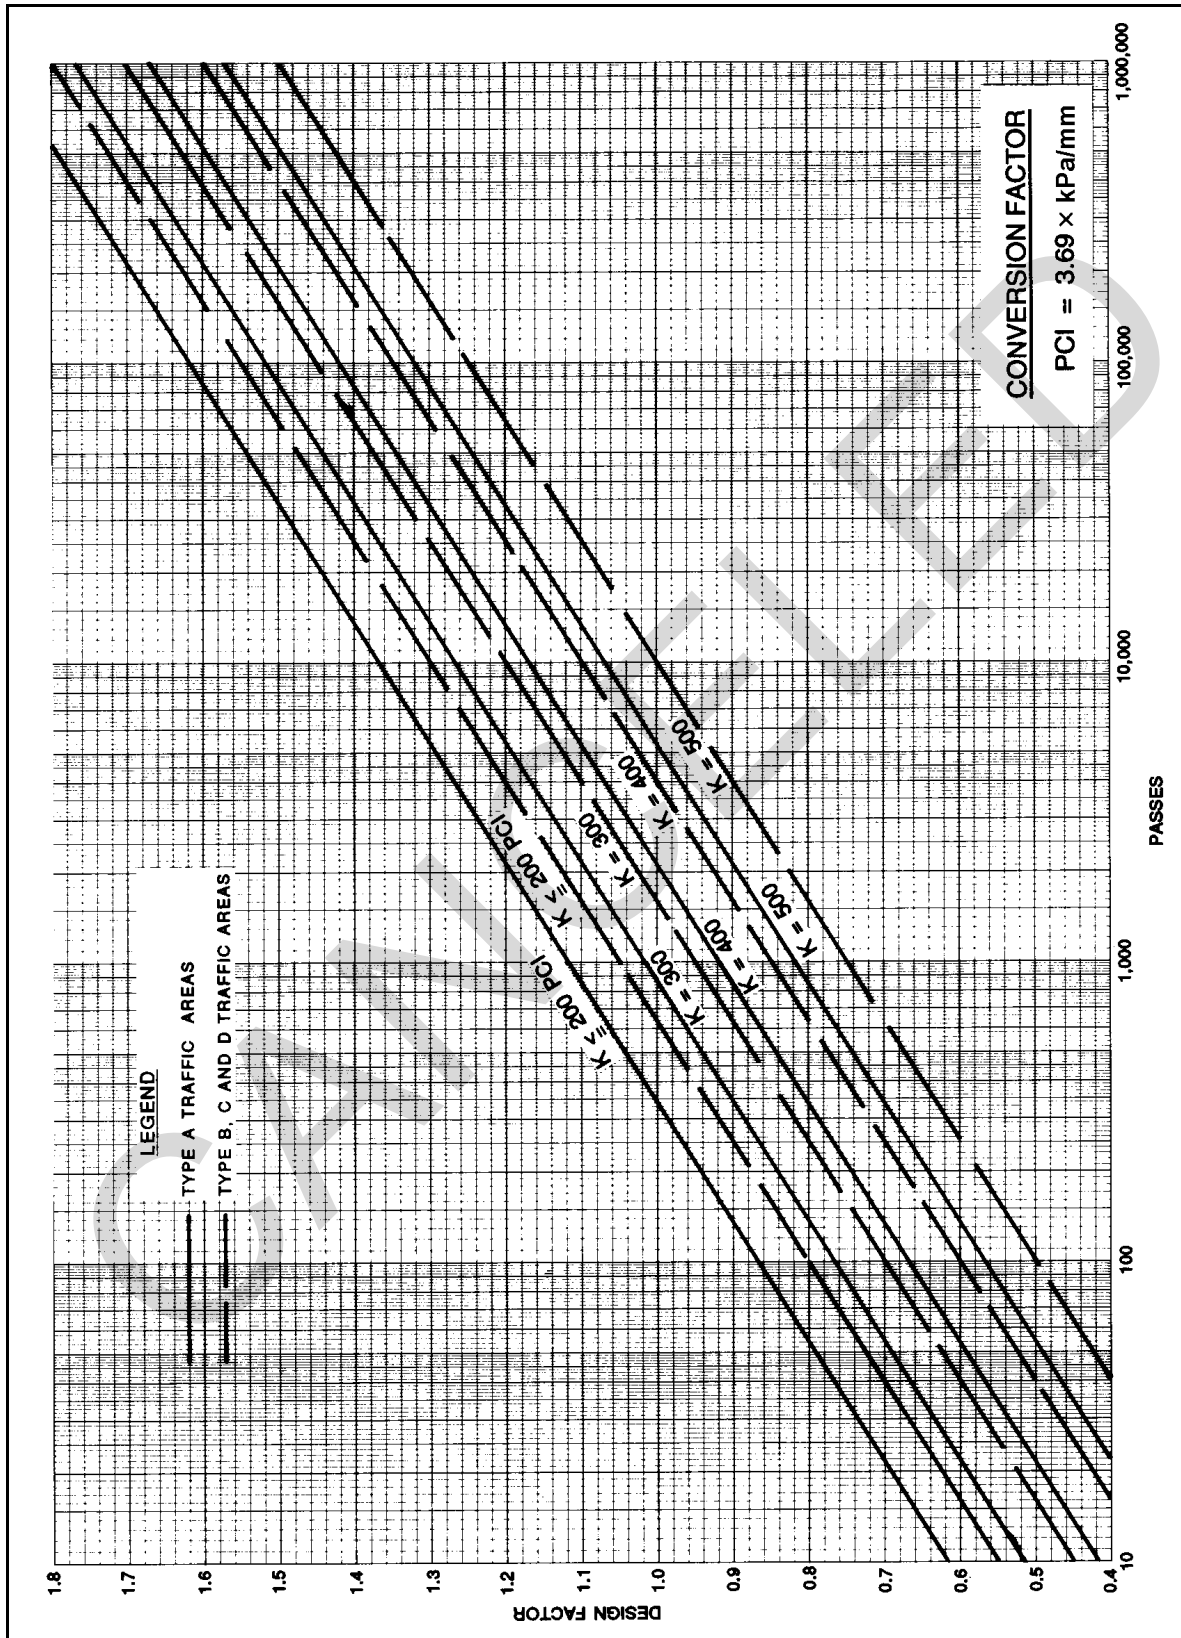 LEGEND
TYPE A TRAFFIC AREAS
TYPE B, C AND D TRAFFIC AREAS
DESIGN FACTOR
1.8
1.7
1.6
1.5
1.4
1.3
1.2
1.1
1.0
0.9
0.8
0.7
0.6
0.5
0.4
K ≤ 200 PCI
K ≤ 200 PCI
K = 300
K = 300
K = 400
K = 400
K = 500
K = 500
CONVERSION FACTOR
PCI = 3.69 × kPa/mm
10
100
1,000
10,000
100,000
1,000,000
PASSES
CANCELED